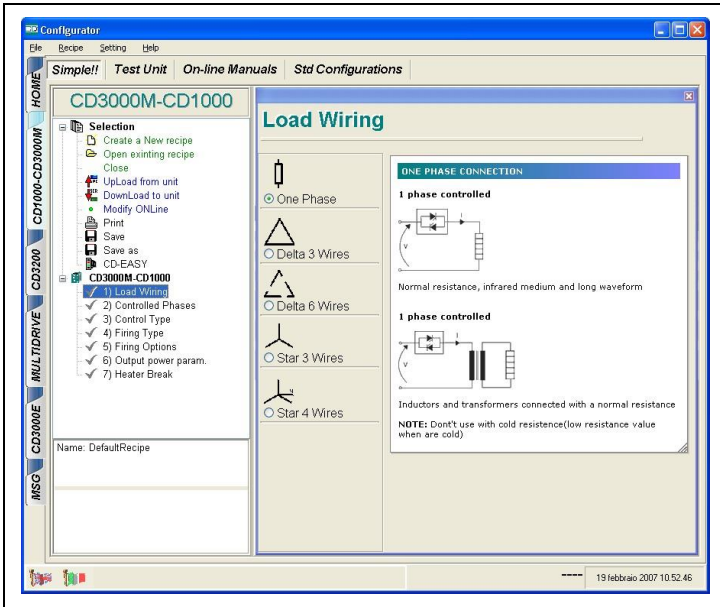 Configurator
File Recipe Setting Help
Simple!! Test Unit On-line Manuals Std Configurations
HOME
CD1000-CD3000M
CD3200
MULTIDRIVE
CD3000E
MSG
CD3000M-CD1000
Selection
Create a New recipe
Open exinting recipe
Close
UpLoad from unit
DownLoad to unit
Modify ONLine
Print
Save
Save as
CD-EASY
CD3000M-CD1000
1) Load Wiring
2) Controlled Phases
3) Control Type
4) Firing Type
5) Firing Options
6) Output power param.
7) Heater Break
Name: DefaultRecipe
Load Wiring
One Phase
Delta 3 Wires
Delta 6 Wires
Star 3 Wires
Star 4 Wires
ONE PHASE CONNECTION
1 phase controlled
I
V
Normal resistance, infrared medium and long waveform
1 phase controlled
I
V
Inductors and transformers connected with a normal resistance
NOTE: Dont't use with cold resistence(low resistance value
when are cold)
---- 19 febbraio 2007 10.52.46